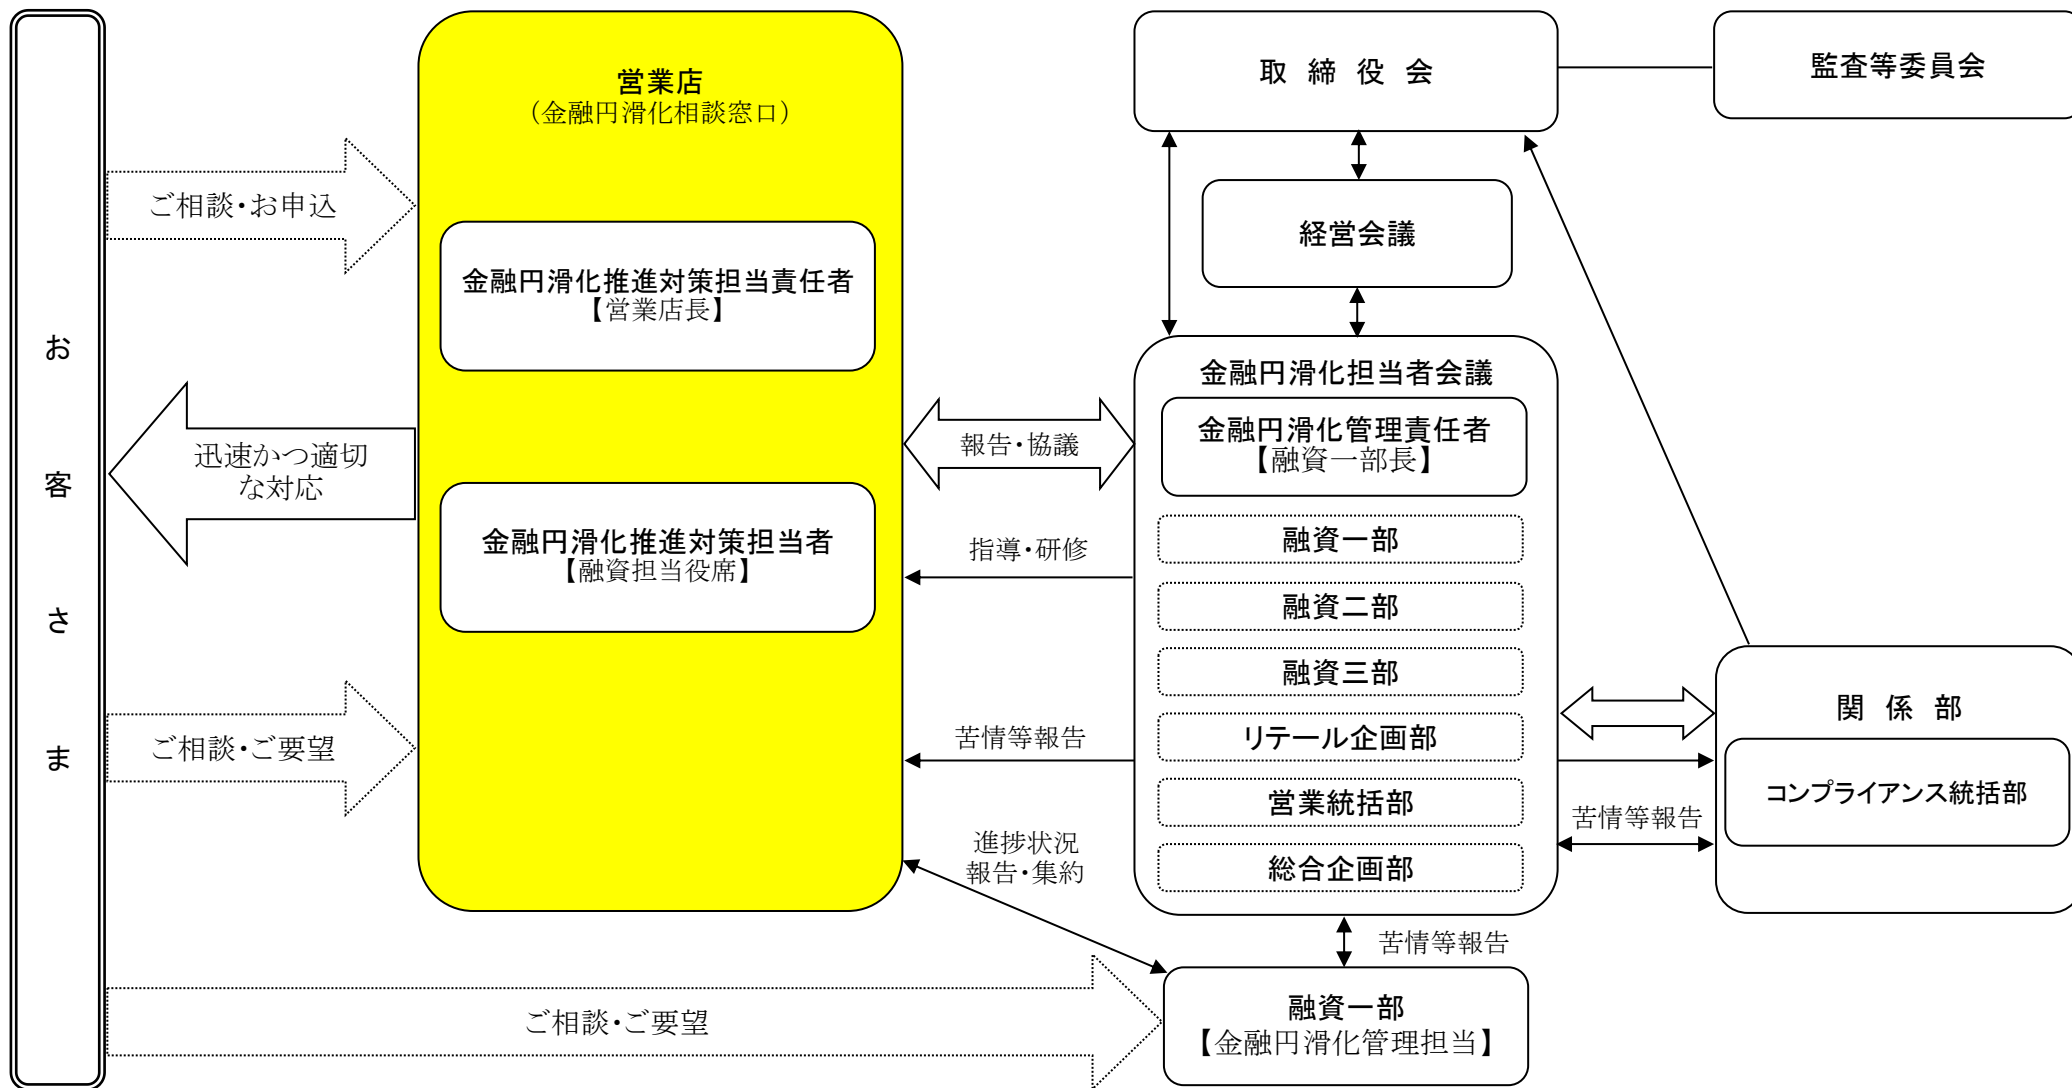 お客さま
ご相談・お申込
迅速かつ適切
な対応
ご相談・ご要望
ご相談・ご要望
営業店
(金融円滑化相談窓口)
金融円滑化推進対策担当責任者
【営業店長】
金融円滑化推進対策担当者
【融資担当役席】
報告・協議
指導・研修
苦情等報告
進捗状況
報告・集約
取締役会
監査等委員会
経営会議
金融円滑化担当者会議
金融円滑化管理責任者
【融資一部長】
融資一部
融資二部
融資三部
リテール企画部
営業統括部
総合企画部
関係部
コンプライアンス統括部
苦情等報告
苦情等報告
融資一部
【金融円滑化管理担当】